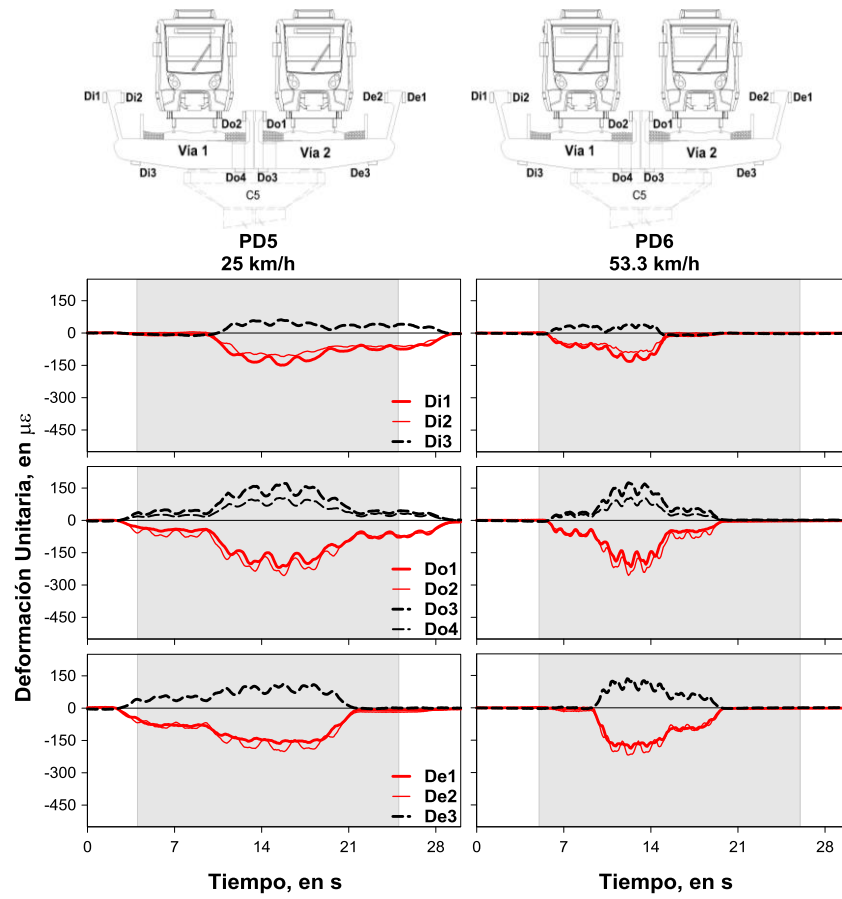 Di1 Di2 De2 De1 Di1 Di2 De2 De1
Do2 Do1 Do2 Do1
Vía 1 Vía 2 Vía 1 Vía 2
Di3 Do4 Do3 De3 Di3 Do4 Do3 De3
C5 C5
PD5 PD6
25 km/h 53.3 km/h
Deformación Unitaria, en με
150
0
-150
-300
-450
Di1
Di2
Di3
150
0
-150
-300
-450
Do1
Do2
Do3
Do4
150
0
-150
-300
-450
De1
De2
De3
0 7 14 21 28 0 7 14 21 28
Tiempo, en s Tiempo, en s